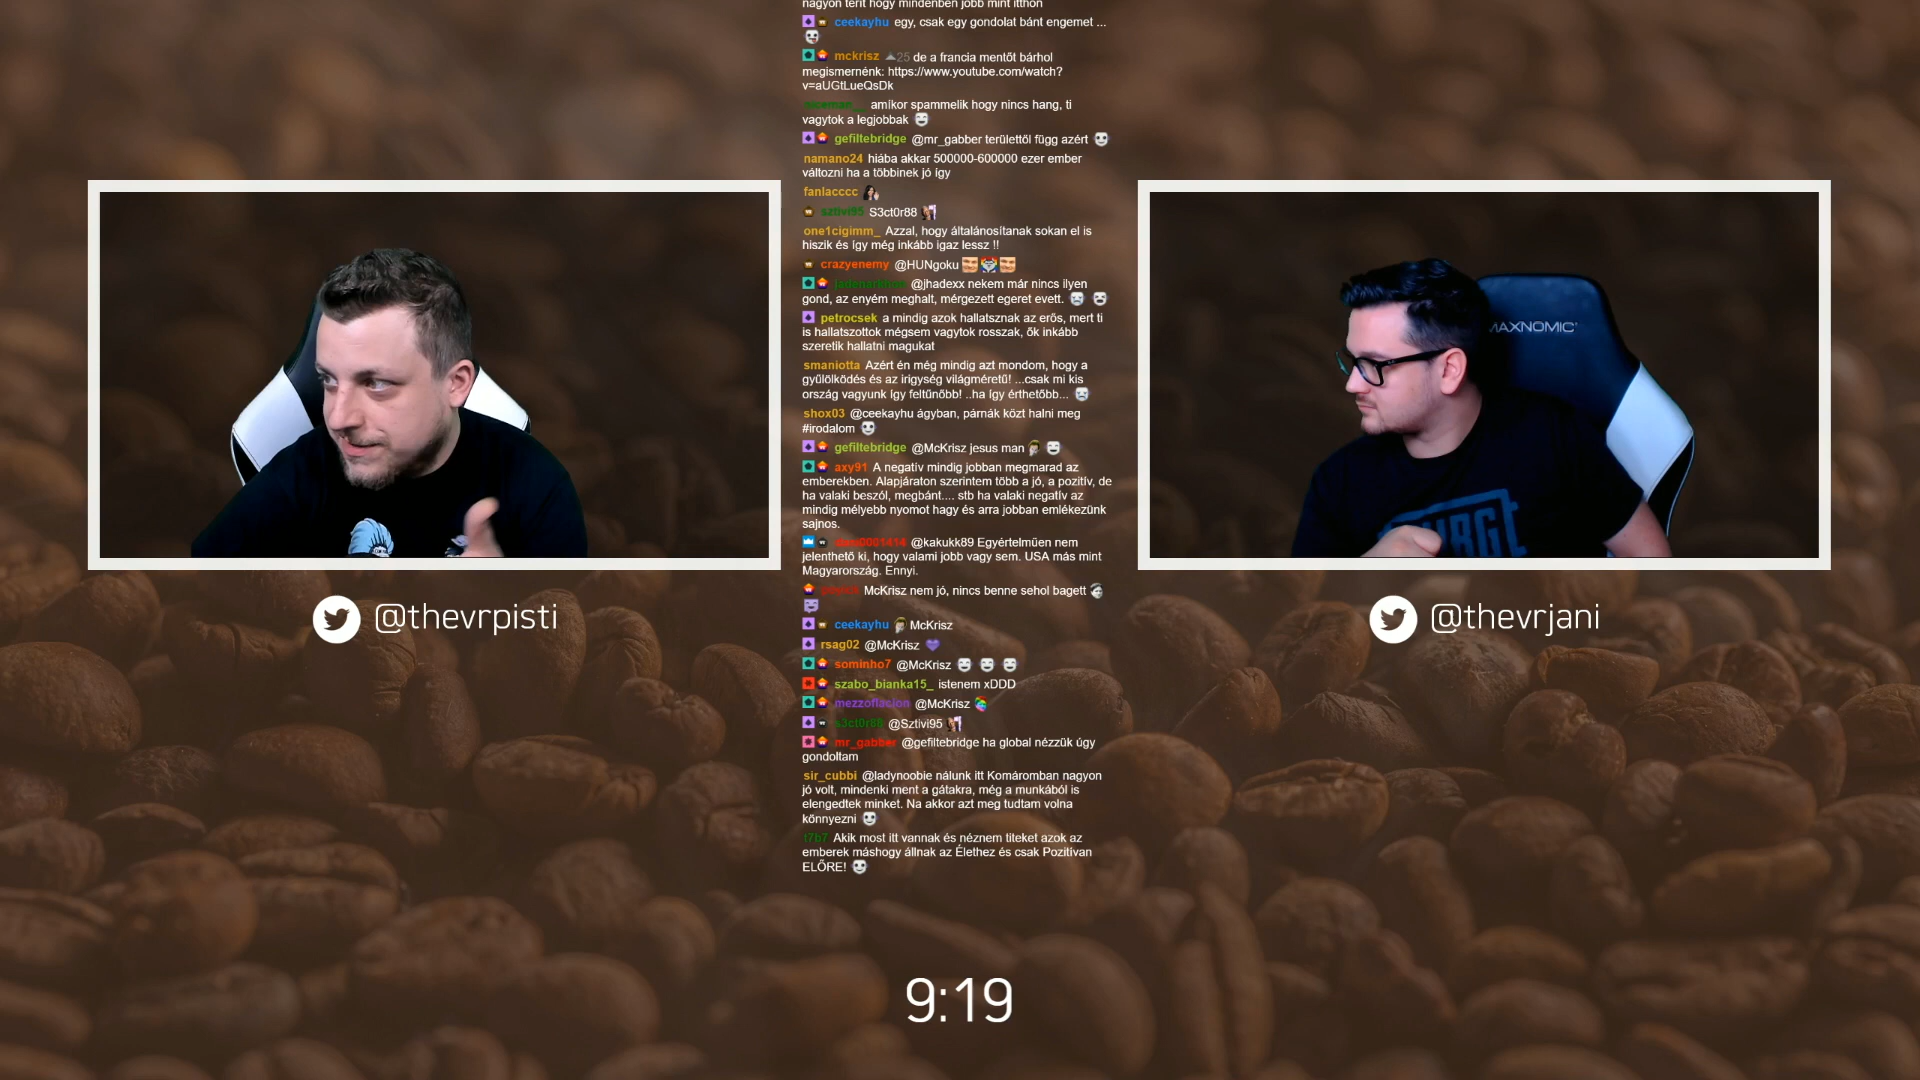 nagyon terit hogy mindenben jobb mint itthon
ceekayhu egy, csak egy gondolat bánt engemet ...
mckrisz 25 de a francia mentőt bárhol
megismernénk: https://www.youtube.com/watch?
v=aUGtLueQsDk
amíkor spammelik hogy nincs hang, ti
vagytok a legjobbak
gefiltebridge @mr_gabber területtől függ azért
namano24 hiába akkar 500000-600000 ezer ember
változni ha a többinek jó így
fanlacccc
sztivi95 S3ct0r88
one1cigimm_ Azzal, hogy általánosítanak sokan el is
hiszik és így még inkább igaz lessz !!
crazyenemy @HUNgoku
@jhadexx nekem már nincs ilyen
gond, az enyém meghalt, mérgezett egeret evett.
petrocsek a mindig azok hallatsznak az erős, mert ti
is hallatszottok mégsem vagytok rosszak, ők inkább
szeretik hallatni magukat
smaniotta Azért én még mindig azt mondom, hogy a
gyűlölködés és az irigység világméretű! ...csak mi kis
ország vagyunk így feltűnőbb! ..ha így érthetőbb...
shox03 @ceekayhu ágyban, párnák közt halni meg
#irodalom
gefiltebridge @McKrisz jesus man
axy91 A negatív mindig jobban megmarad az
emberekben. Alapjáraton szerintem több a jó, a pozitív, de
ha valaki beszól, megbánt.... stb ha valaki negatív az
mindig mélyebb nyomot hagy és arra jobban emlékezünk
sajnos.
@kakukk89 Egyértelműen nem
jelenthető ki, hogy valami jobb vagy sem. USA más mint
Magyarország. Ennyi.
McKrisz nem jó, nincs benne sehol bagett
ceekayhu McKrisz
rsag02 @McKrisz
sominho7 @McKrisz
szabo_bianka15_ istenem xDDD
mezzoflacion @McKrisz
s3ct0r88 @Sztivi95
mr_gabber @gefiltebridge ha global nézzük úgy
gondoltam
sir_cubbi @ladynoobie nálunk itt Komáromban nagyon
jó volt, mindenki ment a gátakra, még a munkából is
elengedtek minket. Na akkor azt meg tudtam volna
könnyezni
t7b7 Akik most itt vannak és néznem titeket azok az
emberek máshogy állnak az Élethez és csak Pozitívan
ELŐRE!
MAXNOMIC
PUBG
@thevrpisti
@thevrjani
9:19